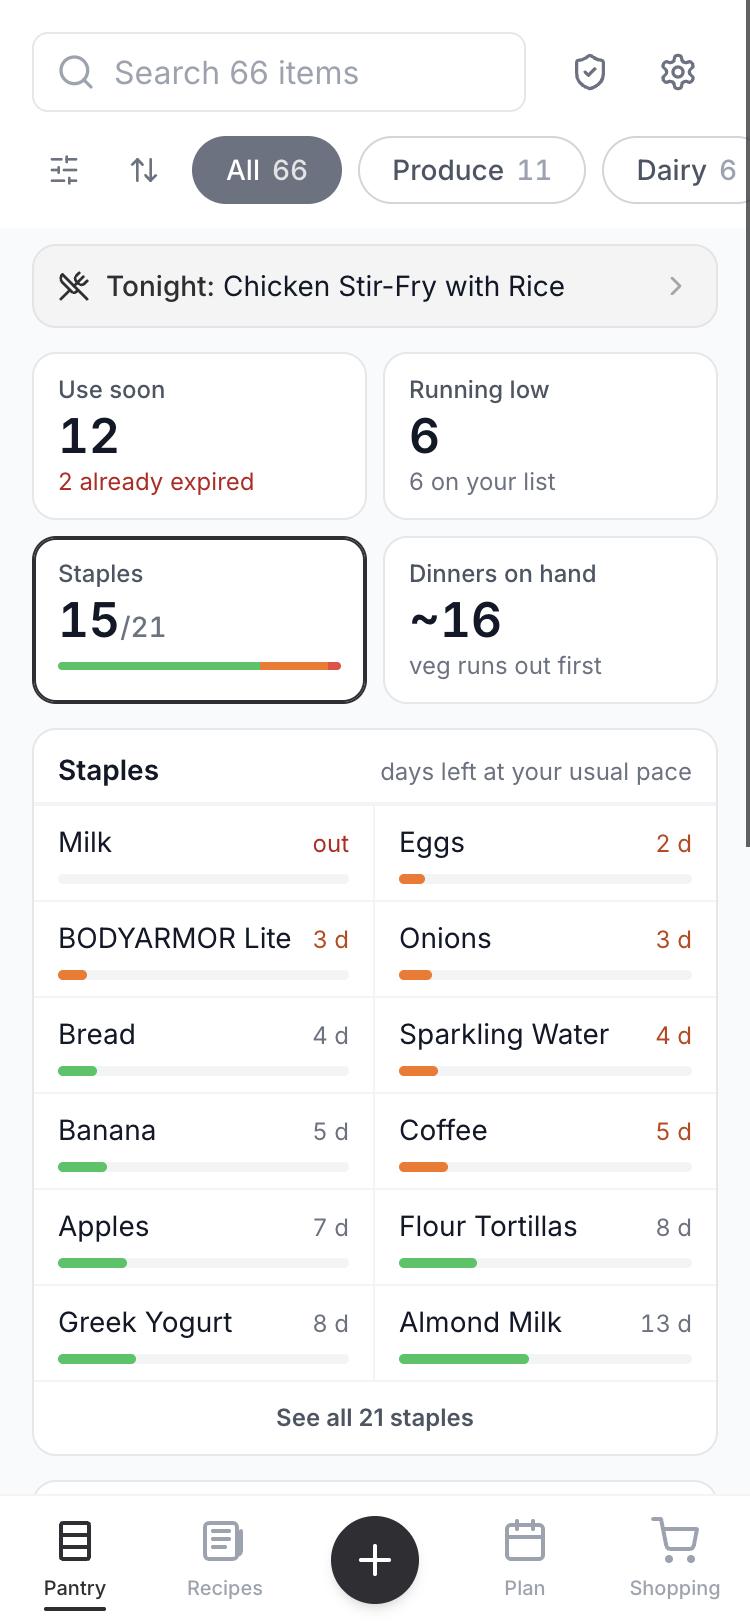 Search 66 items
All 66 Produce 11 Dairy 6
Tonight: Chicken Stir-Fry with Rice
Use soon
12
2 already expired
Running low
6
6 on your list
Staples
15/21
Dinners on hand
~16
veg runs out first
Staples days left at your usual pace
Milk out
Eggs 2 d
BODYARMOR Lite 3 d
Onions 3 d
Bread 4 d
Sparkling Water 4 d
Banana 5 d
Coffee 5 d
Apples 7 d
Flour Tortillas 8 d
Greek Yogurt 8 d
Almond Milk 13 d
See all 21 staples
Pantry Recipes Plan Shopping